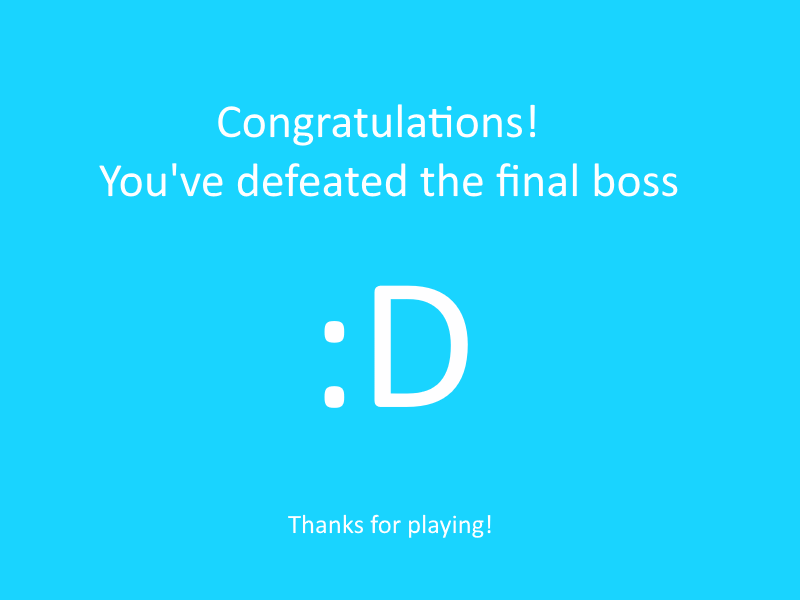 Congratulations!
You've defeated the final boss
:D
Thanks for playing!